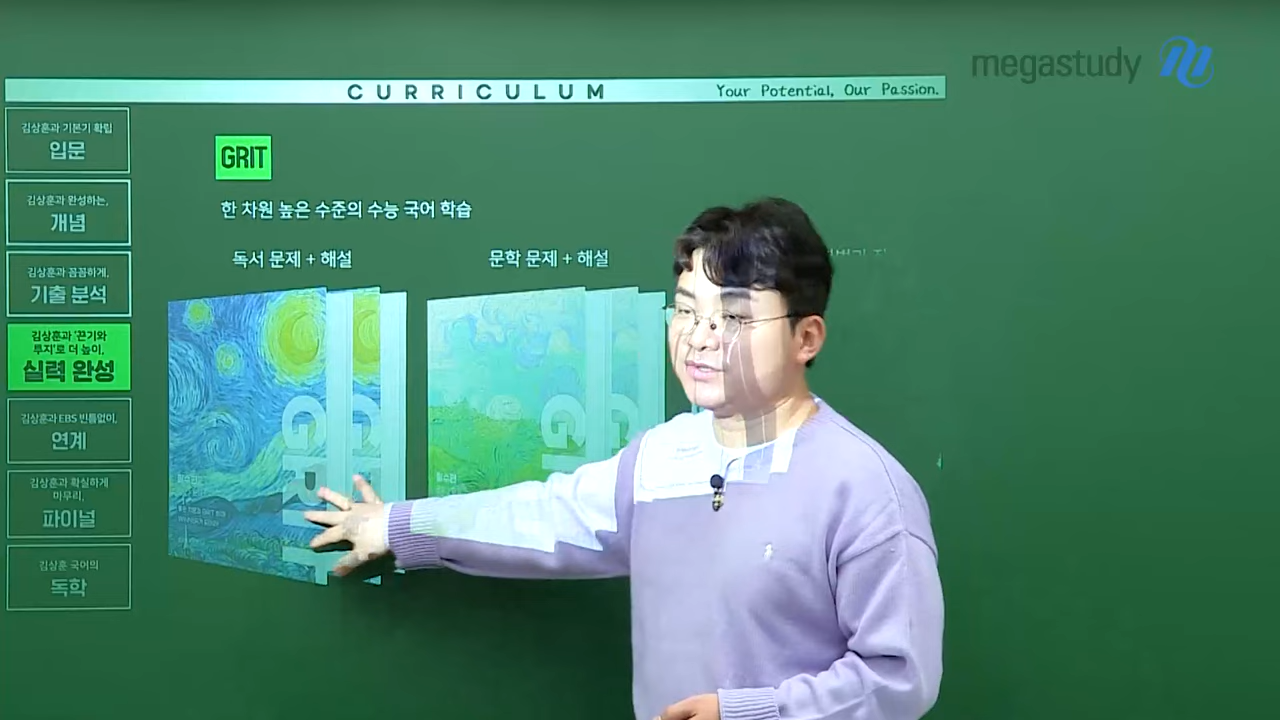 megastudy
CURRICULUM
Your Potential, Our Passion.
김상훈과 기본기 확립
입문
김상훈과 완성하는,
개념
김상훈과 꼼꼼하게,
기출 분석
김상훈과 '끈기와
투지'로 더 높이,
실력 완성
김상훈과 EBS 빈틈없이,
연계
김상훈과 확실하게
마무리,
파이널
김상훈 국어의
독학
GRIT
한 차원 높은 수준의 수능 국어 학습
독서 문제 + 해설
문학 문제 + 해설
GRIT
필수편